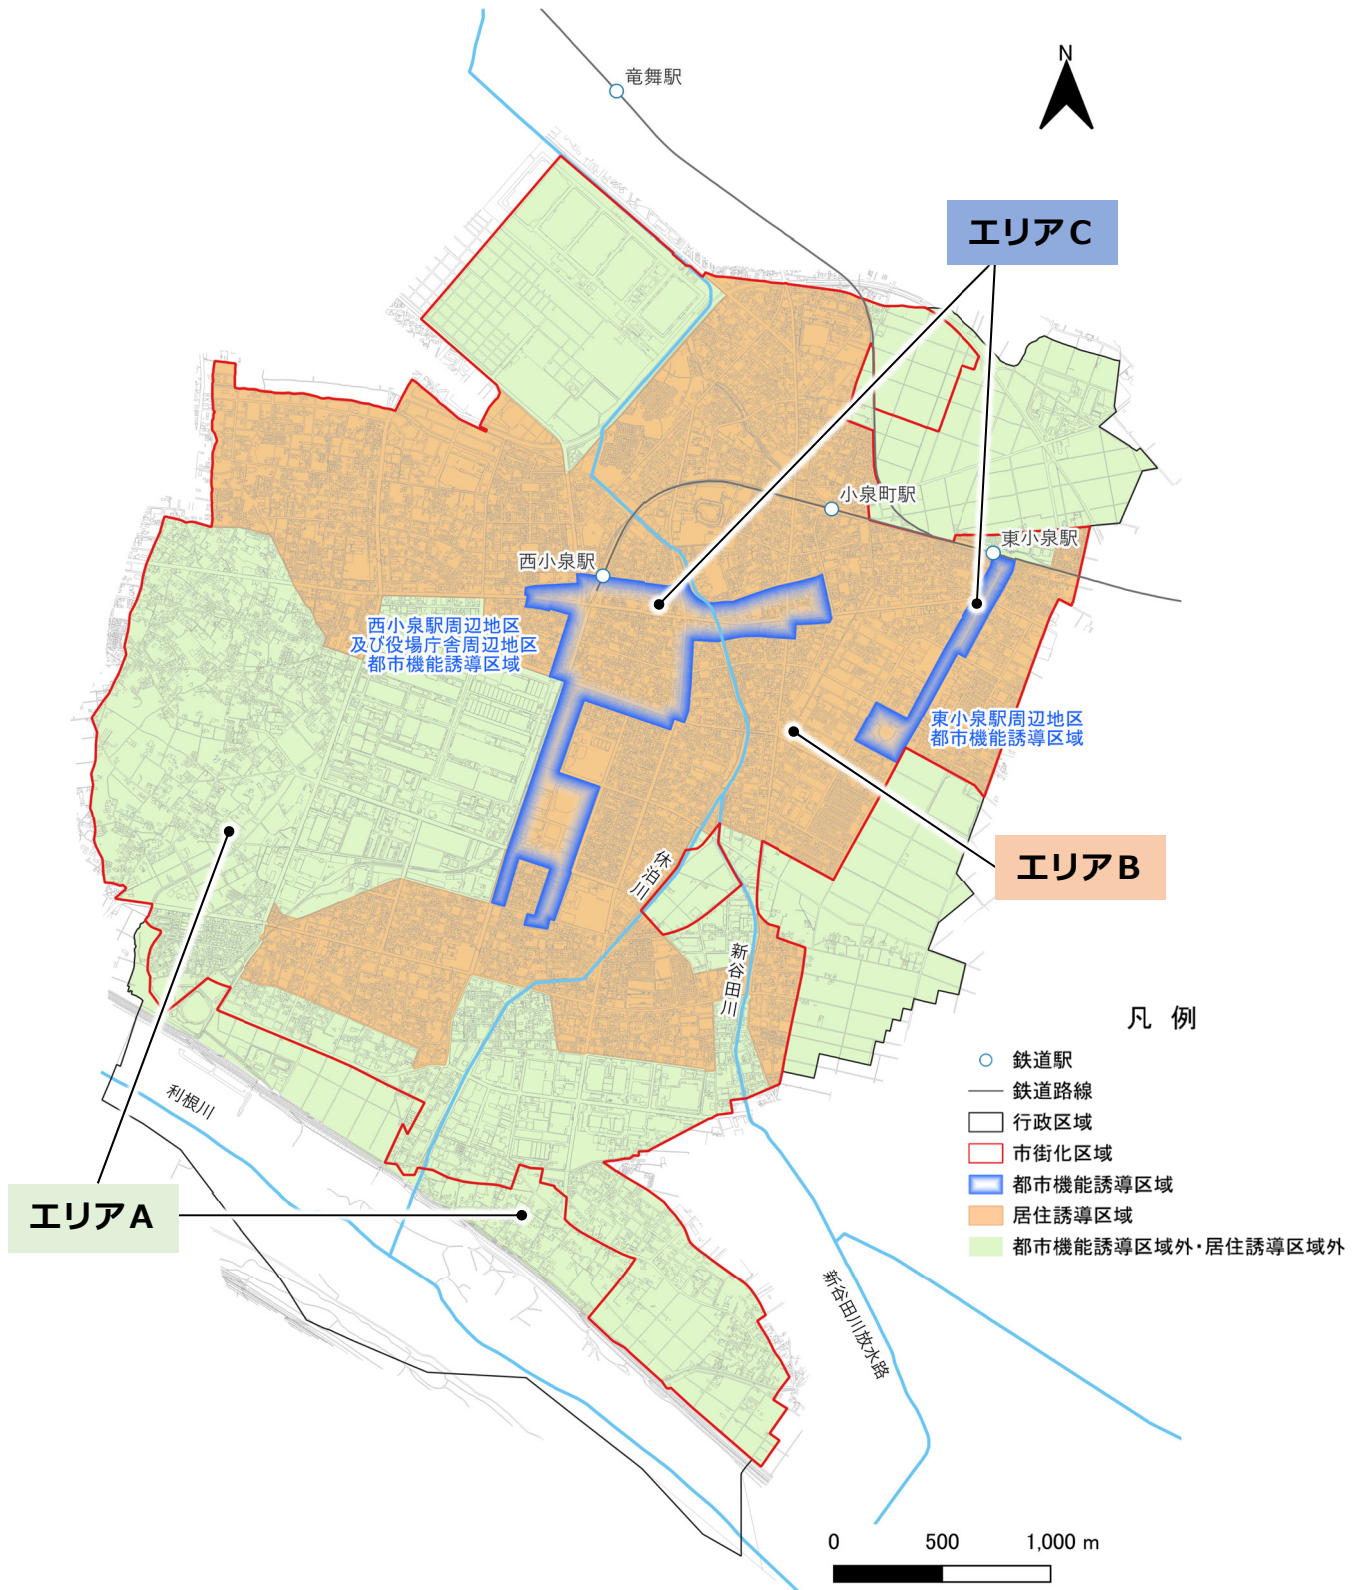 竜舞駅
N
エリアC
小泉町駅
東小泉駅
西小泉駅
西小泉駅周辺地区
及び役場庁舎周辺地区
都市機能誘導区域
東小泉駅周辺地区
都市機能誘導区域
エリアB
休泊川
新谷田川
利根川
エリアA
新谷田川放水路
凡 例
鉄道駅
鉄道路線
行政区域
市街化区域
都市機能誘導区域
居住誘導区域
都市機能誘導区域外・居住誘導区域外
0 500 1,000 m